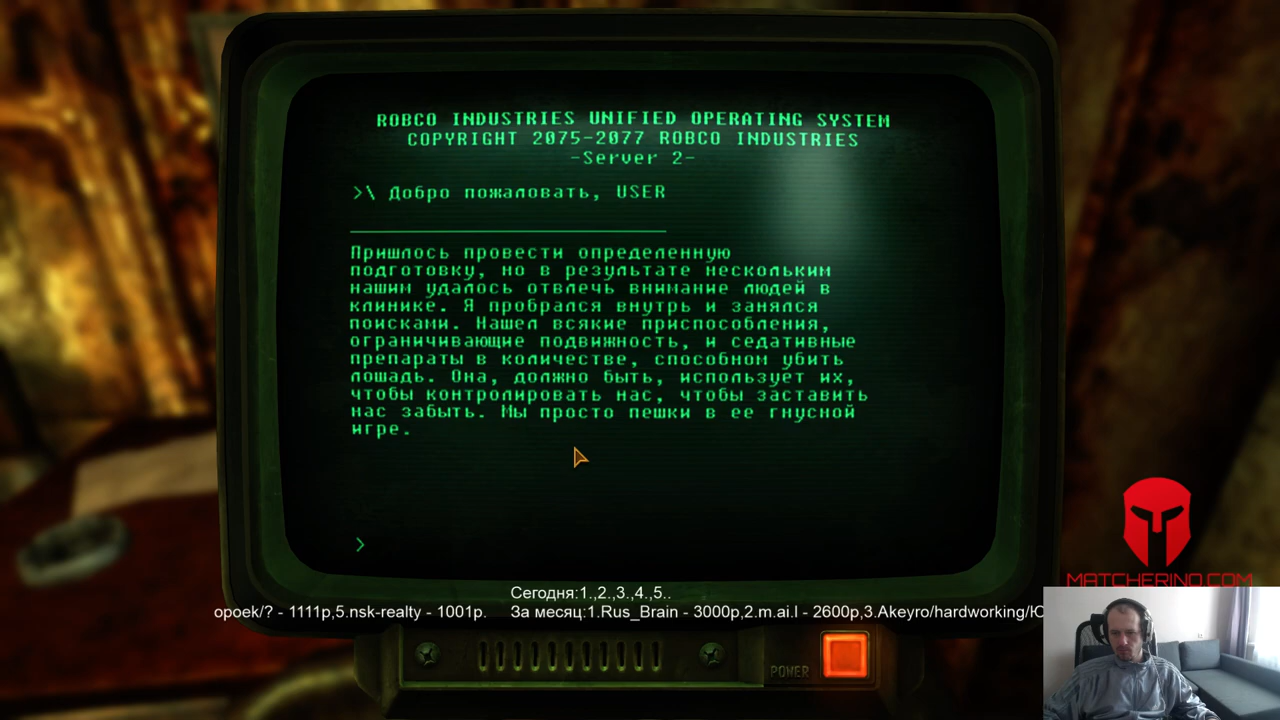 ROBCO INDUSTRIES UNIFIED OPERATING SYSTEM
COPYRIGHT 2075-2077 ROBCO INDUSTRIES
-Server 2-
>\ Добро пожаловать, USER
Пришлось провести определенную
подготовку, но в результате нескольким
нашим удалось отвлечь внимание людей в
клинике. Я пробрался внутрь и занялся
поисками. Нашел всякие приспособления,
ограничивающие подвижность, и седативные
препараты в количестве, способном убить
лошадь. Она, должно быть, использует их,
чтобы контролировать нас, чтобы заставить
нас забыть. Мы просто пешки в ее гнусной
игре.
>
MATCHERINO.COM
Сегодня:1.,2.,3.,4.,5..
opoek/? - 1111р,5.nsk-realty - 1001р. За месяц:1.Rus_Brain - 3000р,2.m.ai.l - 2600р,3.Akeyro/hardworking/Ю
POWER